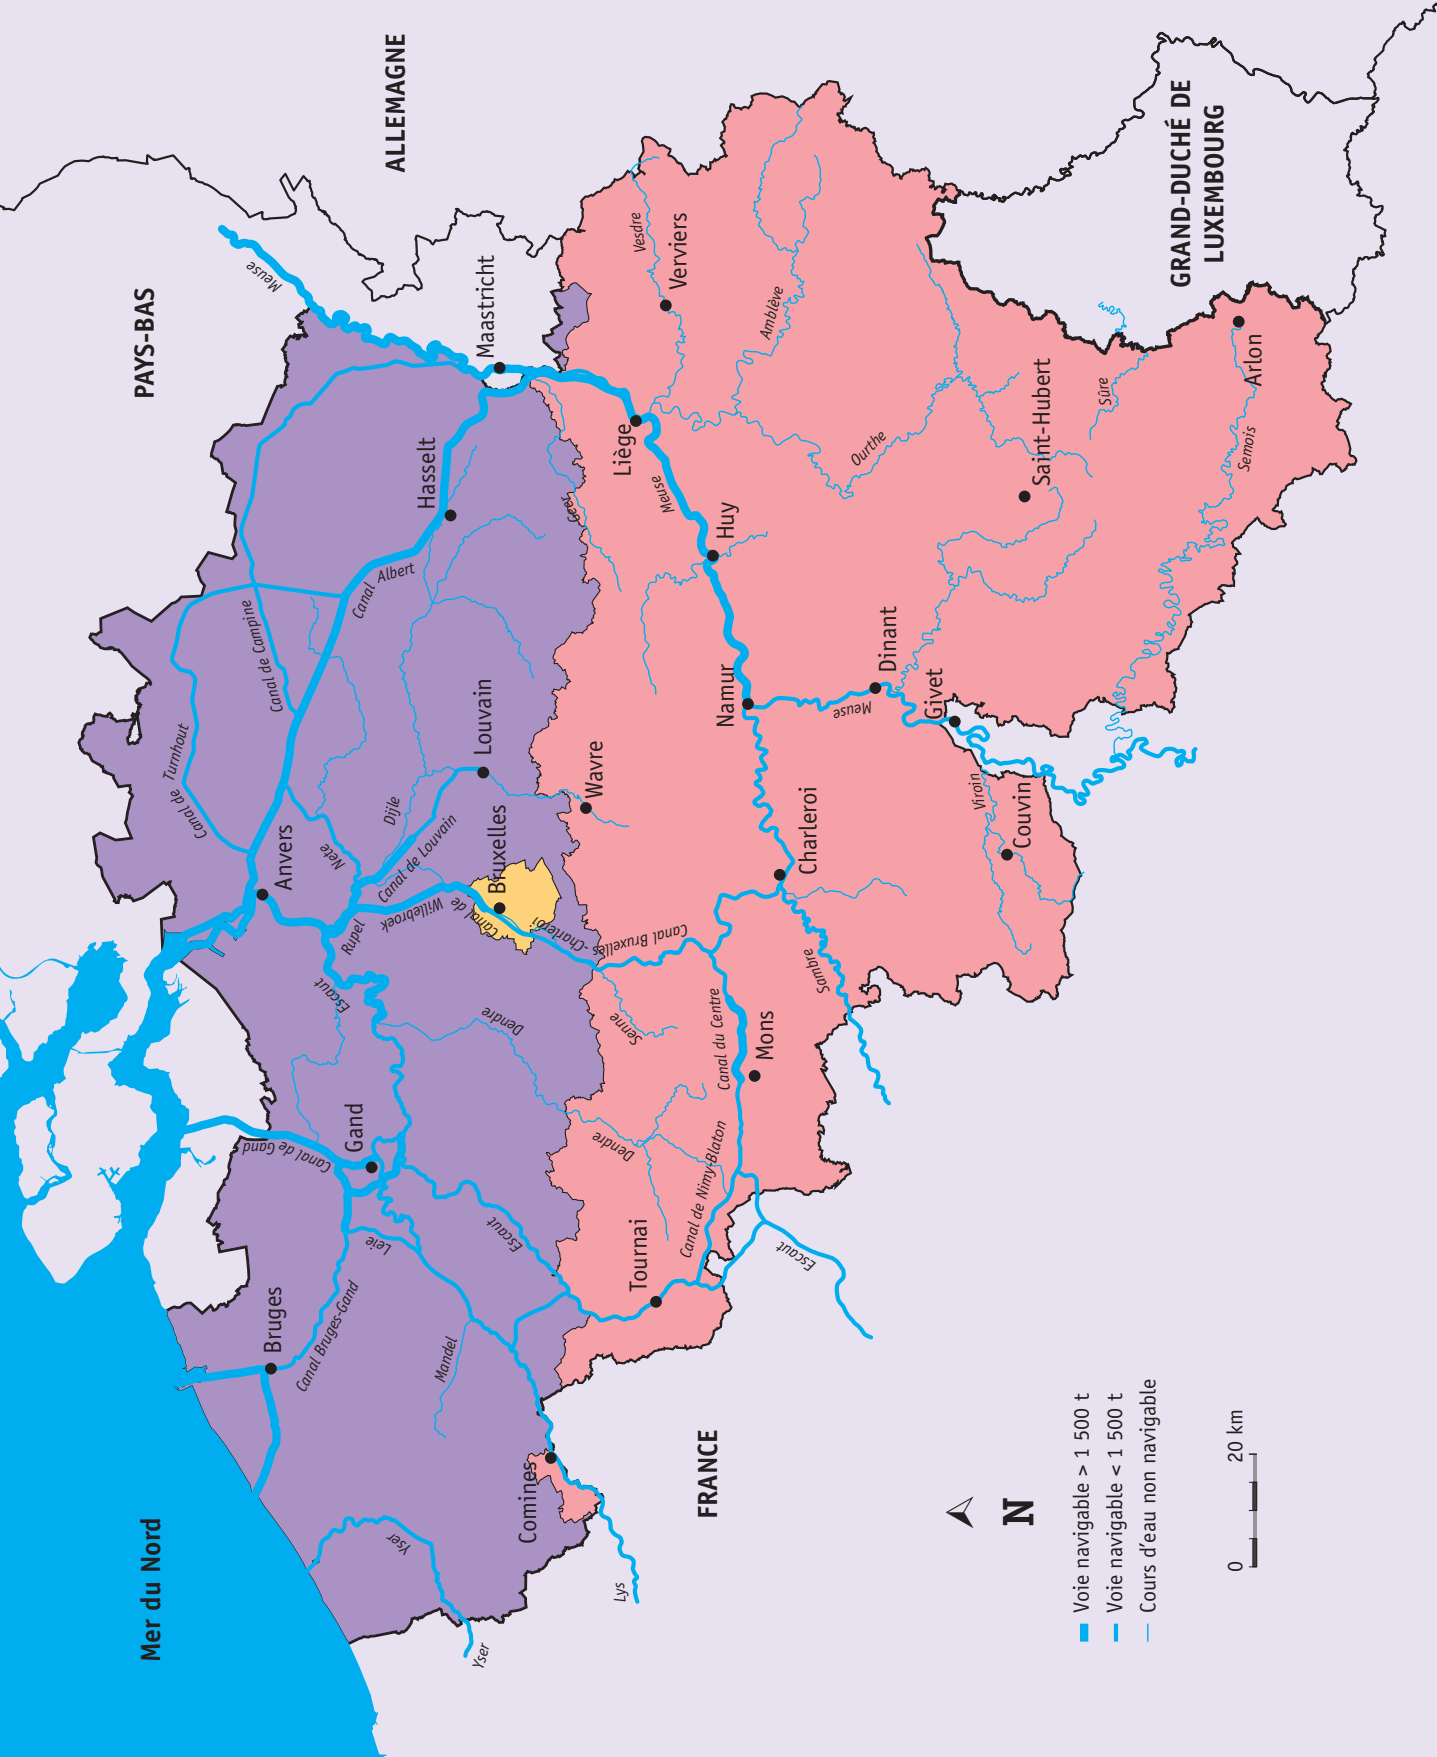 Mer du Nord
PAYS-BAS
ALLEMAGNE
FRANCE
GRAND-DUCHÉ DE
LUXEMBOURG
Bruges
Gand
Anvers
Hasselt
Maastricht
Louvain
Bruxelles
Comines
Tournai
Mons
Wavre
Charleroi
Namur
Huy
Liège
Verviers
Dinant
Givet
Couvin
Saint-Hubert
Arlon
Yser
Yser
Lys
Leie
Mandel
Canal Bruges-Gand
Canal de Gand
Escaut
Escaut
Escaut
Dendre
Dendre
Senne
Rupel
Nete
Dijle
Canal de Turnhout
Canal de Campine
Canal Albert
Canal de Louvain
Canal de
Willebroek
Canal Bruxelles
-Charleroi
Canal du Centre
Canal de Nimy-Blaton
Sambre
Meuse
Meuse
Meuse
Geer
Vesdre
Amblève
Ourthe
Sûre
Semois
Viroin
N
Voie navigable > 1 500 t
Voie navigable < 1 500 t
Cours d'eau non navigable
0 20 km